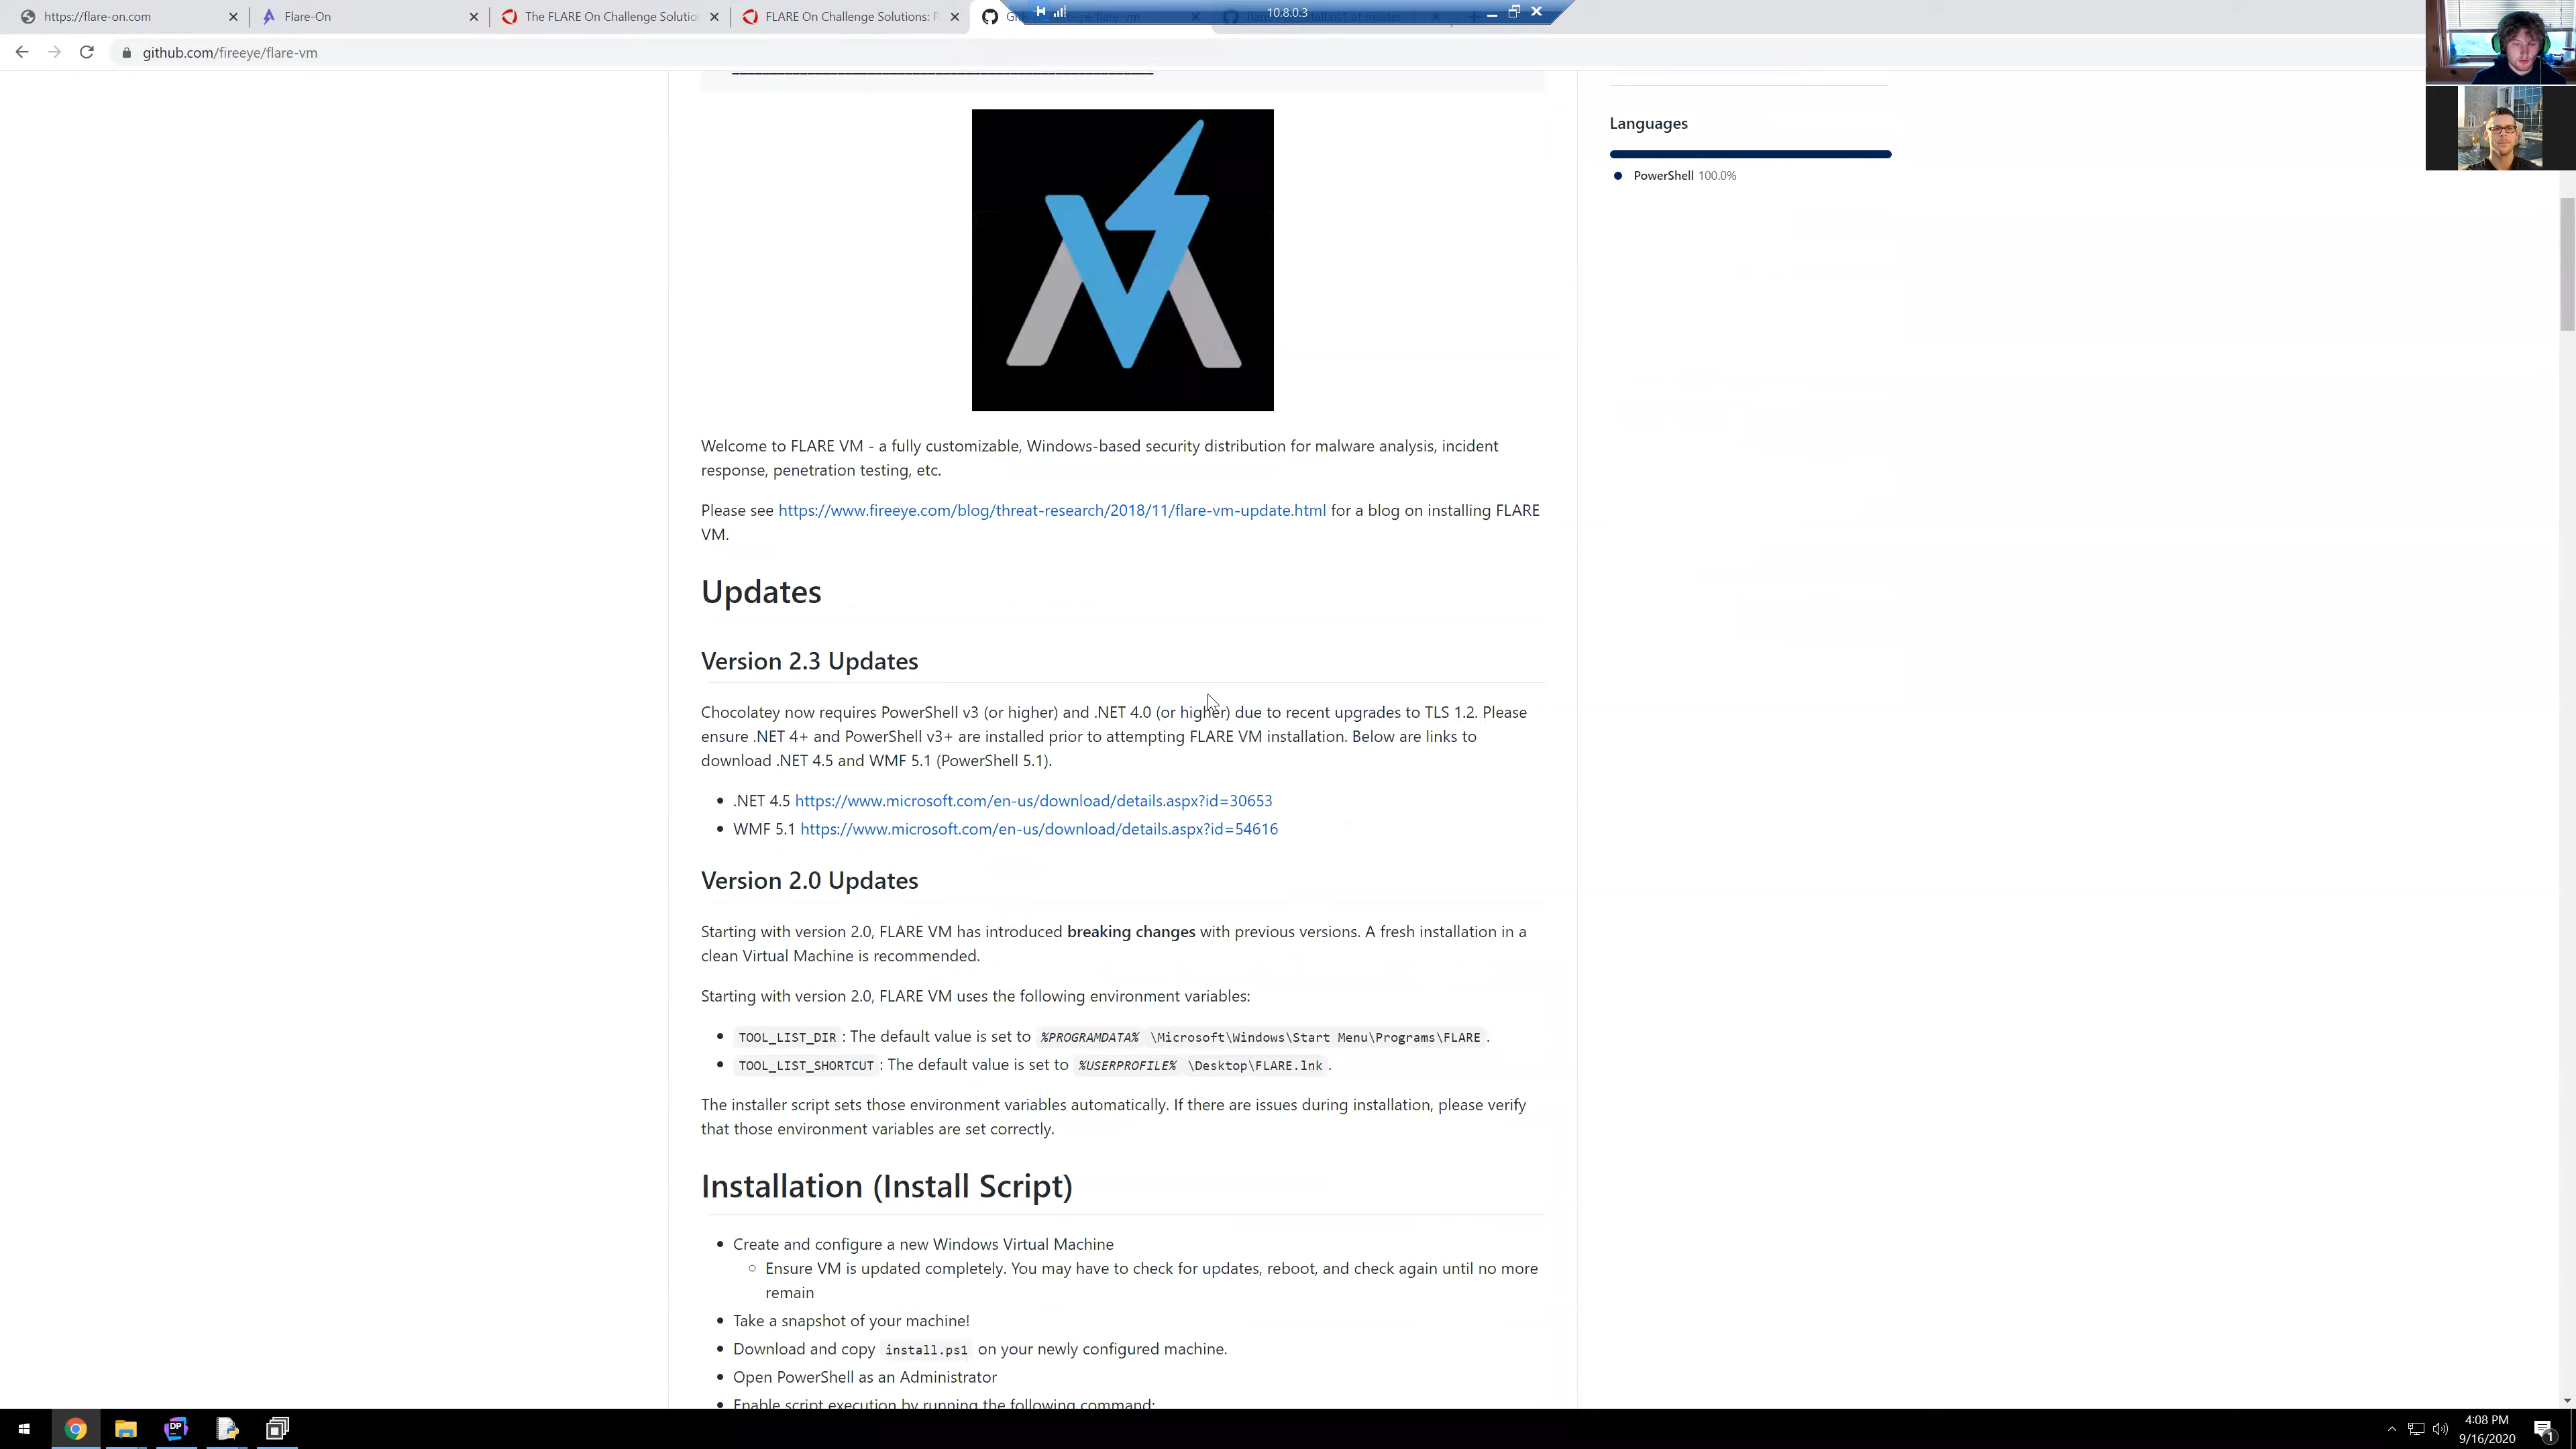 https://flare-on.com
Flare-On
The FLARE On Challenge Solutio
FLARE On Challenge Solutions: P
10.8.0.3
github.com/fireeye/flare-vm
Languages
PowerShell 100.0%
Welcome to FLARE VM - a fully customizable, Windows-based security distribution for malware analysis, incident
response, penetration testing, etc.
Please see https://www.fireeye.com/blog/threat-research/2018/11/flare-vm-update.html for a blog on installing FLARE
VM.
Updates
Version 2.3 Updates
Chocolatey now requires PowerShell v3 (or higher) and .NET 4.0 (or higher) due to recent upgrades to TLS 1.2. Please
ensure .NET 4+ and PowerShell v3+ are installed prior to attempting FLARE VM installation. Below are links to
download .NET 4.5 and WMF 5.1 (PowerShell 5.1).
.NET 4.5 https://www.microsoft.com/en-us/download/details.aspx?id=30653
WMF 5.1 https://www.microsoft.com/en-us/download/details.aspx?id=54616
Version 2.0 Updates
Starting with version 2.0, FLARE VM has introduced breaking changes with previous versions. A fresh installation in a
clean Virtual Machine is recommended.
Starting with version 2.0, FLARE VM uses the following environment variables:
TOOL_LIST_DIR : The default value is set to %PROGRAMDATA% \Microsoft\Windows\Start Menu\Programs\FLARE .
TOOL_LIST_SHORTCUT : The default value is set to %USERPROFILE% \Desktop\FLARE.lnk .
The installer script sets those environment variables automatically. If there are issues during installation, please verify
that those environment variables are set correctly.
Installation (Install Script)
Create and configure a new Windows Virtual Machine
Ensure VM is updated completely. You may have to check for updates, reboot, and check again until no more
remain
Take a snapshot of your machine!
Download and copy install.ps1 on your newly configured machine.
Open PowerShell as an Administrator
Enable script execution by running the following command:
DP
4:08 PM
9/16/2020
1